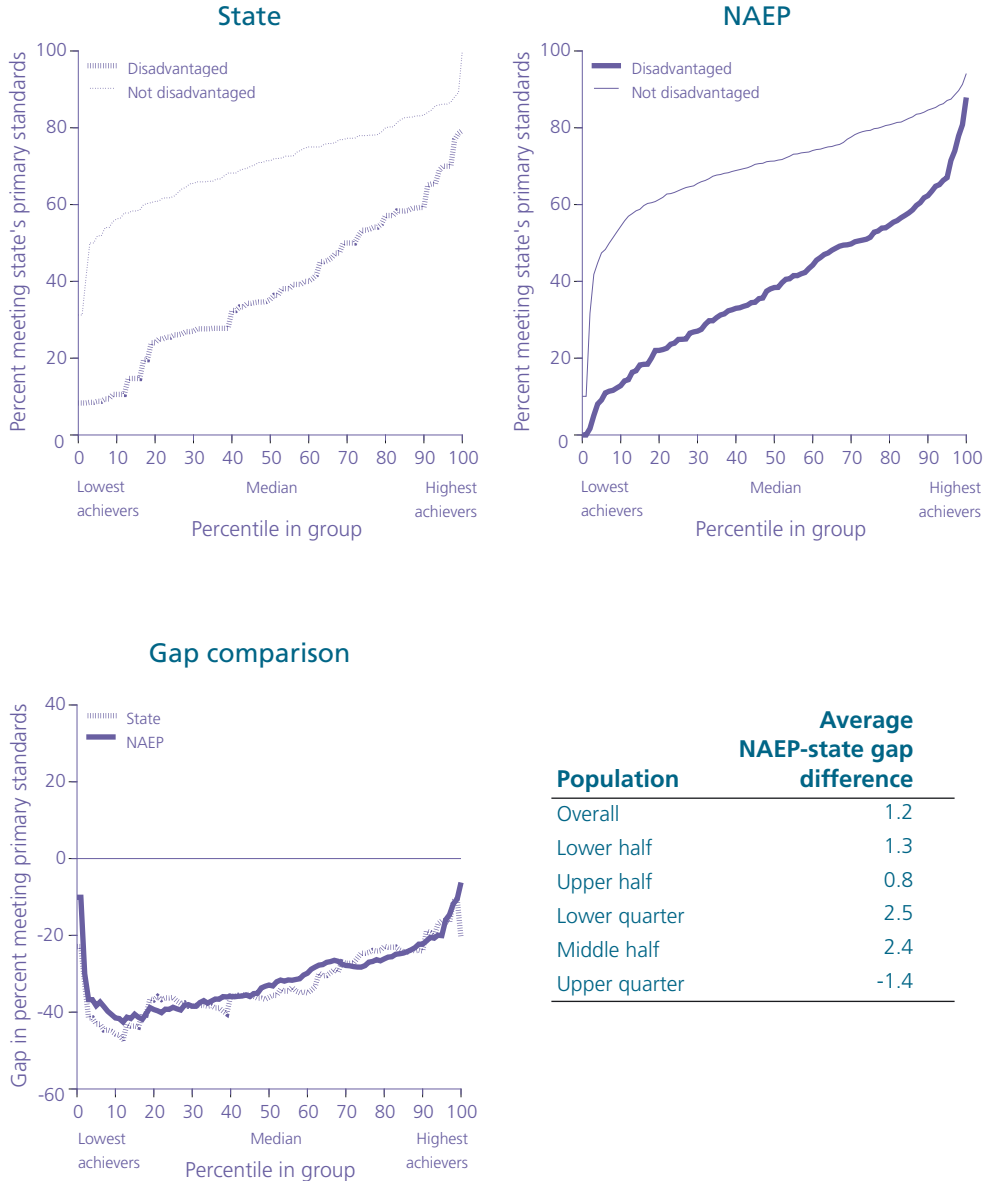 State
Percent meeting state's primary standards
100
80
60
40
20
0
Disadvantaged
Not disadvantaged
0 10 20 30 40 50 60 70 80 90 100
Lowest achievers
Median
Highest achievers
Percentile in group
NAEP
Percent meeting state's primary standards
100
80
60
40
20
0
Disadvantaged
Not disadvantaged
0 10 20 30 40 50 60 70 80 90 100
Lowest achievers
Median
Highest achievers
Percentile in group
Gap comparison
Gap in percent meeting primary standards
40
20
0
-20
-40
-60
State
NAEP
0 10 20 30 40 50 60 70 80 90 100
Lowest achievers
Median
Highest achievers
Percentile in group
Average
NAEP-state gap
Population difference
Overall 1.2
Lower half 1.3
Upper half 0.8
Lower quarter 2.5
Middle half 2.4
Upper quarter -1.4